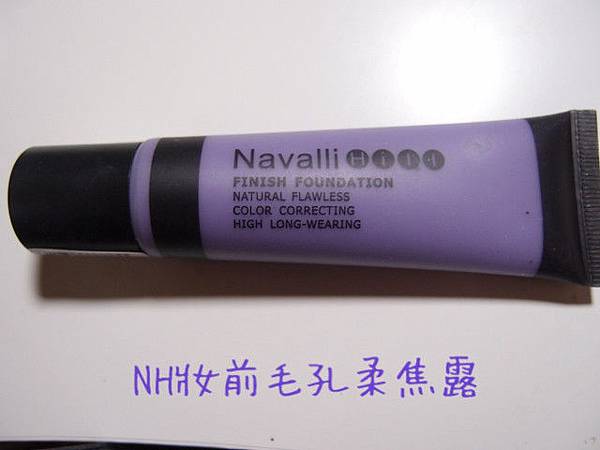 Navalli Hill
FINISH FOUNDATION
NATURAL FLAWLESS
COLOR CORRECTING
HIGH LONG-WEARING
NH妝前毛孔柔焦露